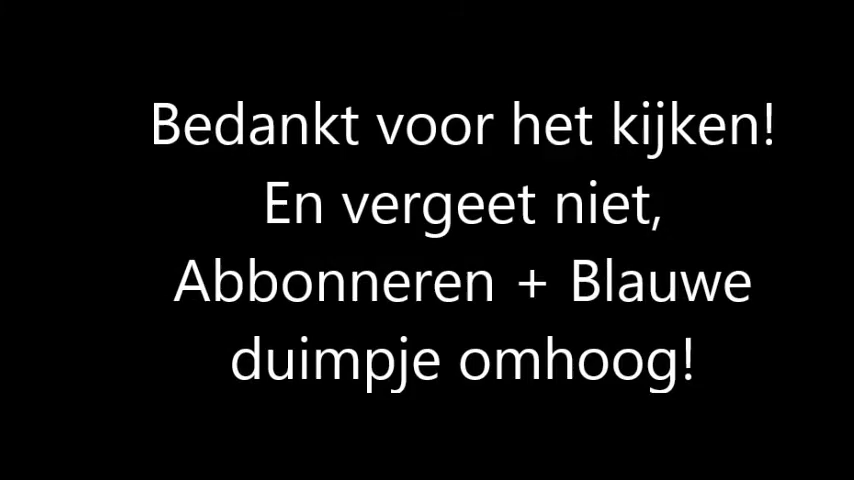 Bedankt voor het kijken!
En vergeet niet,
Abbonneren + Blauwe
duimpje omhoog!